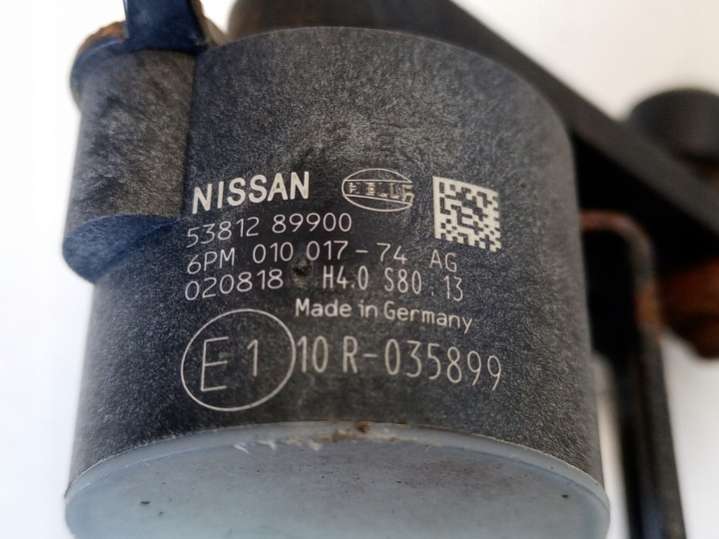 NISSAN HELLA
53812 89900
6PM 010 017-74 AG
020818 H4.0 S80.13
Made in Germany
E1 10 R-035899